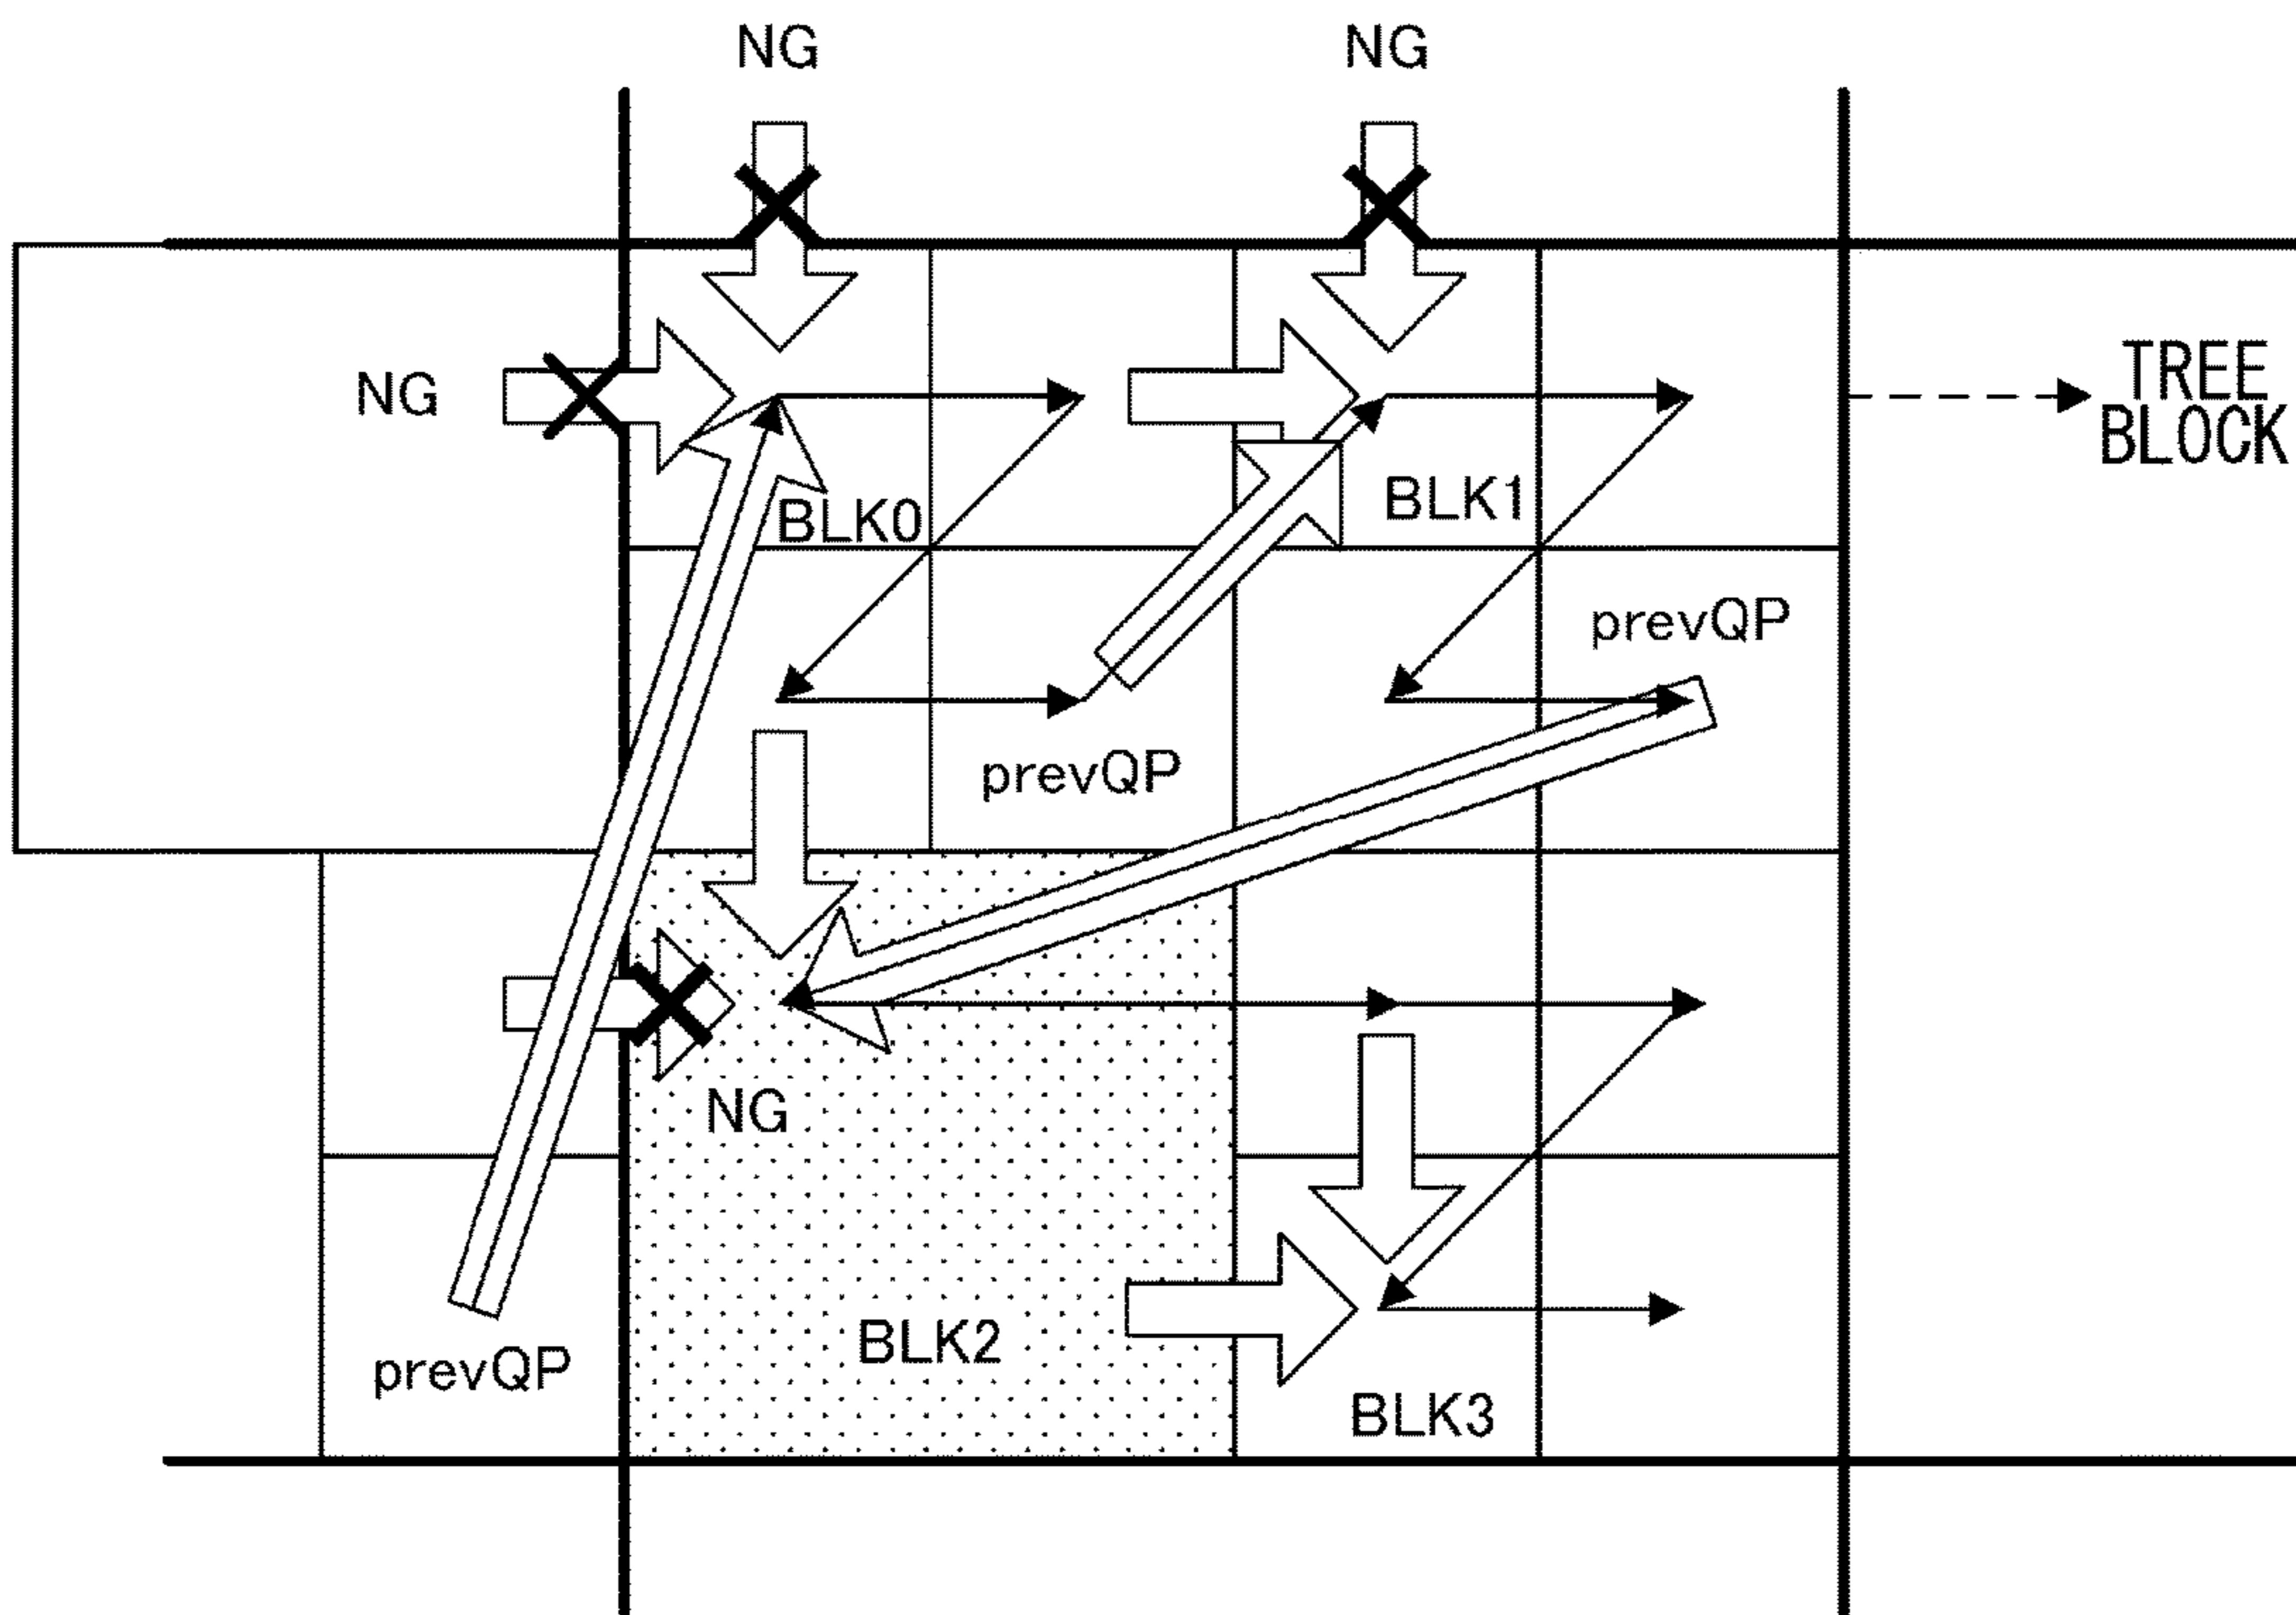 NG
NG
NG
TREE
BLOCK
BLK0
BLK1
prevQP
prevQP
NG
BLK2
prevQP
BLK3